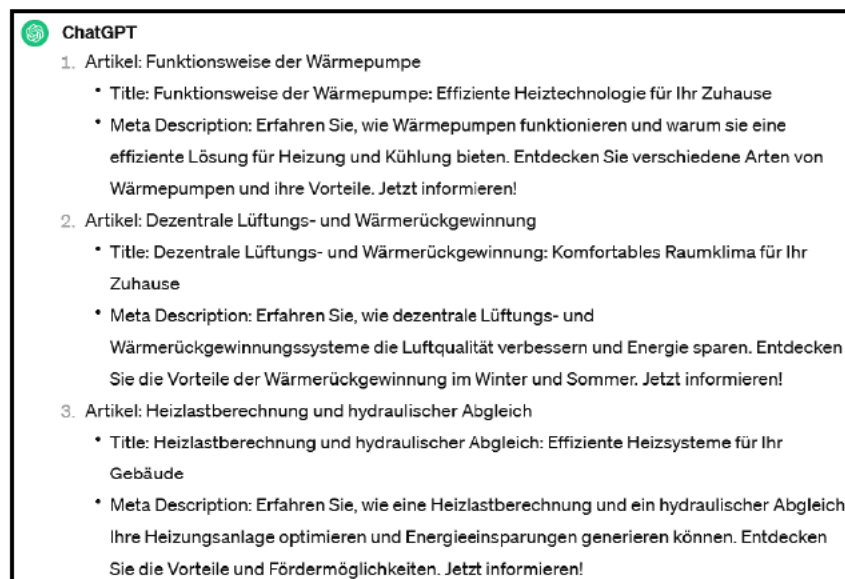 ChatGPT
1. Artikel: Funktionsweise der Wärmepumpe
• Title: Funktionsweise der Wärmepumpe: Effiziente Heiztechnologie für Ihr Zuhause
• Meta Description: Erfahren Sie, wie Wärmepumpen funktionieren und warum sie eine
effiziente Lösung für Heizung und Kühlung bieten. Entdecken Sie verschiedene Arten von
Wärmepumpen und ihre Vorteile. Jetzt informieren!
2. Artikel: Dezentrale Lüftungs- und Wärmerückgewinnung
• Title: Dezentrale Lüftungs- und Wärmerückgewinnung: Komfortables Raumklima für Ihr
Zuhause
• Meta Description: Erfahren Sie, wie dezentrale Lüftungs- und
Wärmerückgewinnungssysteme die Luftqualität verbessern und Energie sparen. Entdecken
Sie die Vorteile der Wärmerückgewinnung im Winter und Sommer. Jetzt informieren!
3. Artikel: Heizlastberechnung und hydraulischer Abgleich
• Title: Heizlastberechnung und hydraulischer Abgleich: Effiziente Heizsysteme für Ihr
Gebäude
• Meta Description: Erfahren Sie, wie eine Heizlastberechnung und ein hydraulischer Abgleich
Ihre Heizungsanlage optimieren und Energieeinsparungen generieren können. Entdecken
Sie die Vorteile und Fördermöglichkeiten. Jetzt informieren!